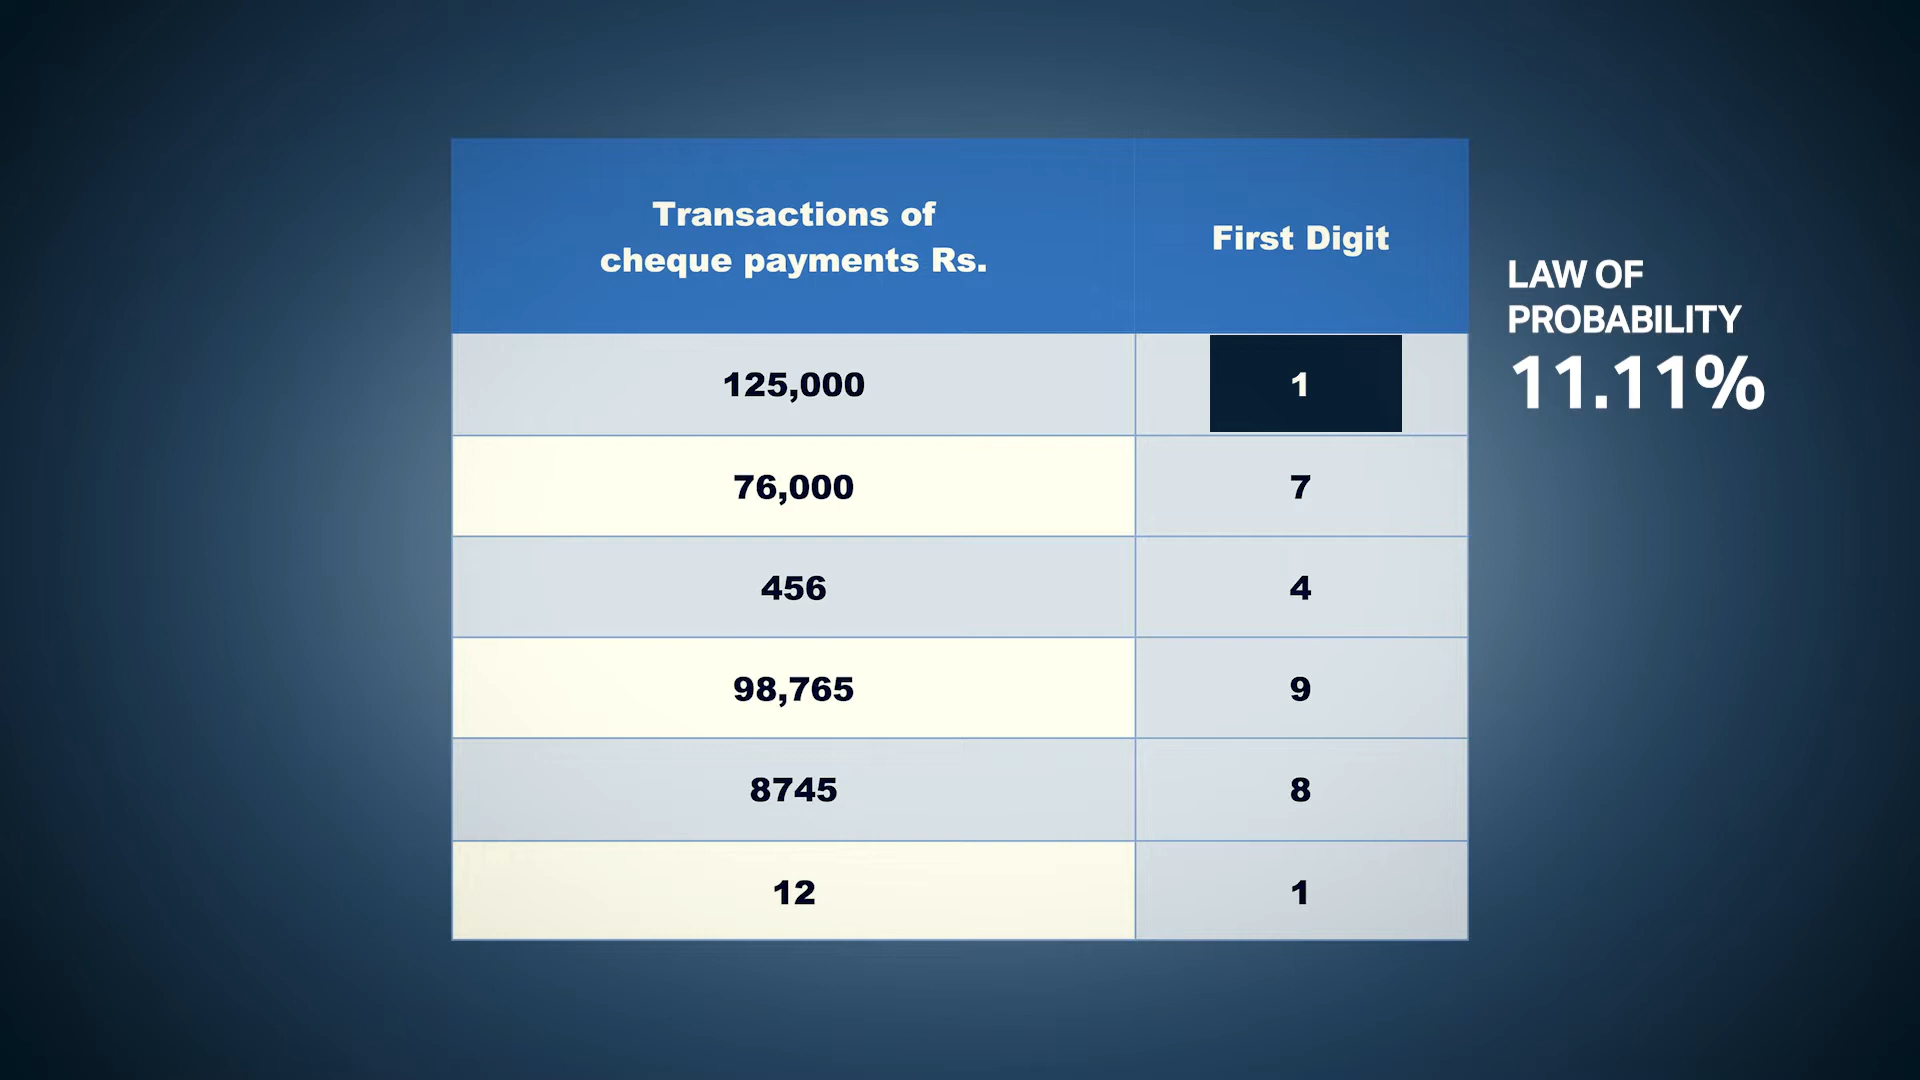 Transactions of
cheque payments Rs.
First Digit
LAW OF
PROBABILITY
11.11%
125,000
1
76,000
7
456
4
98,765
9
8745
8
12
1